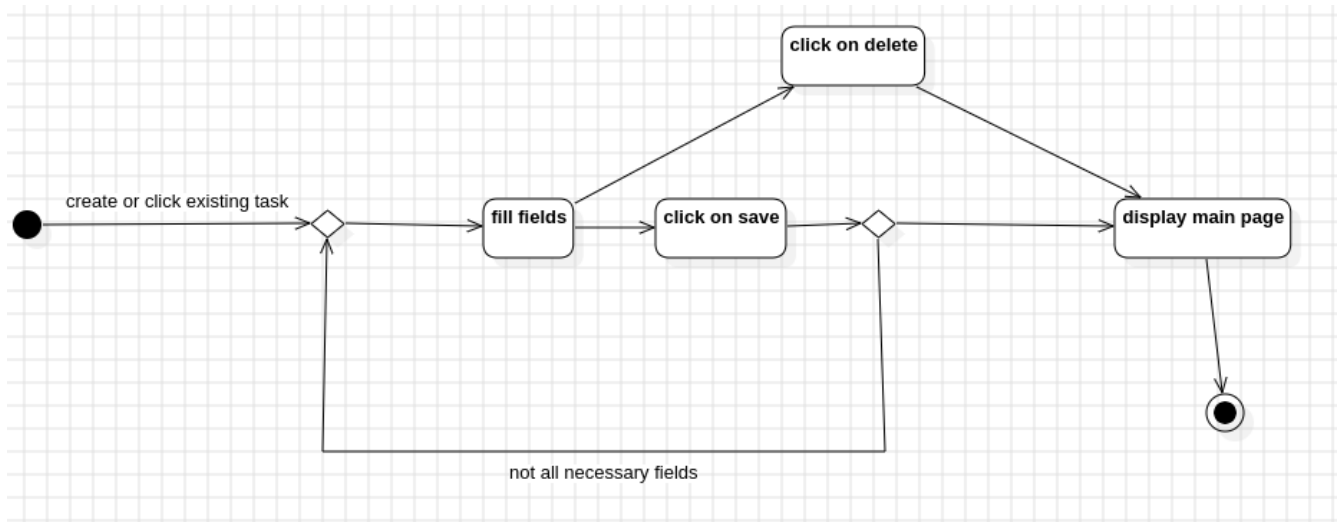 click on delete
create or click existing task
fill fields
click on save
display main page
not all necessary fields